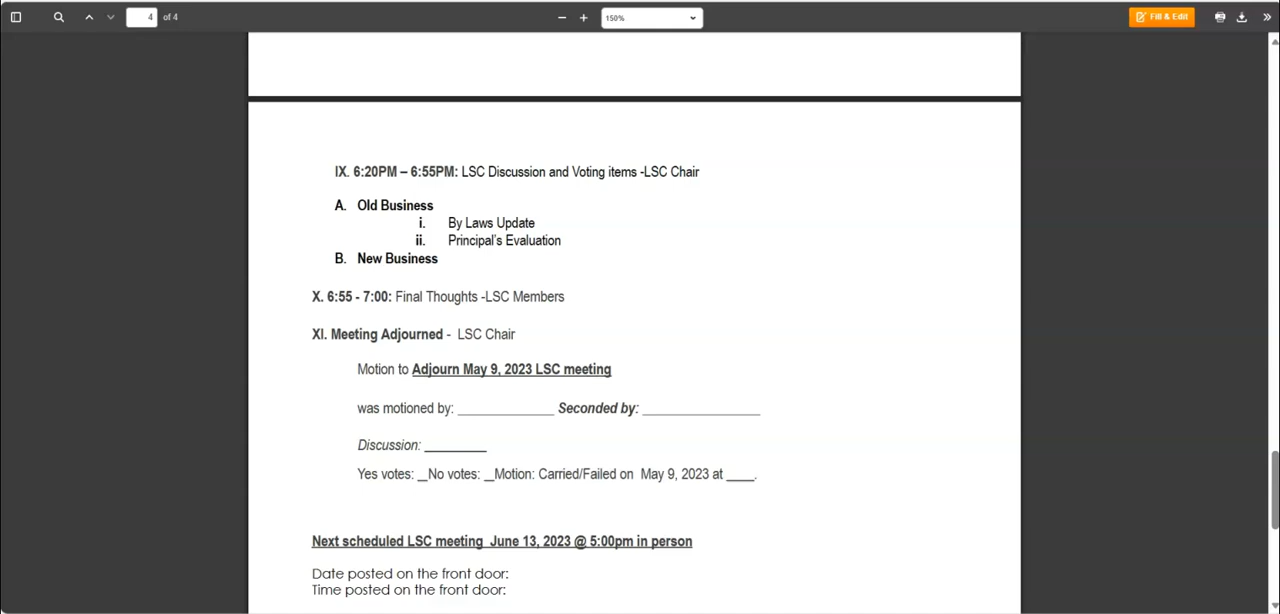 4 of 4
150%
Fill & Edit
IX. 6:20PM – 6:55PM: LSC Discussion and Voting items -LSC Chair
A. Old Business
i. By Laws Update
ii. Principal's Evaluation
B. New Business
X. 6:55 - 7:00: Final Thoughts -LSC Members
XI. Meeting Adjourned - LSC Chair
Motion to Adjourn May 9, 2023 LSC meeting
was motioned by: ______________ Seconded by: _________________
Discussion: _________
Yes votes: _No votes: _Motion: Carried/Failed on May 9, 2023 at ____.
Next scheduled LSC meeting June 13, 2023 @ 5:00pm in person
Date posted on the front door:
Time posted on the front door: